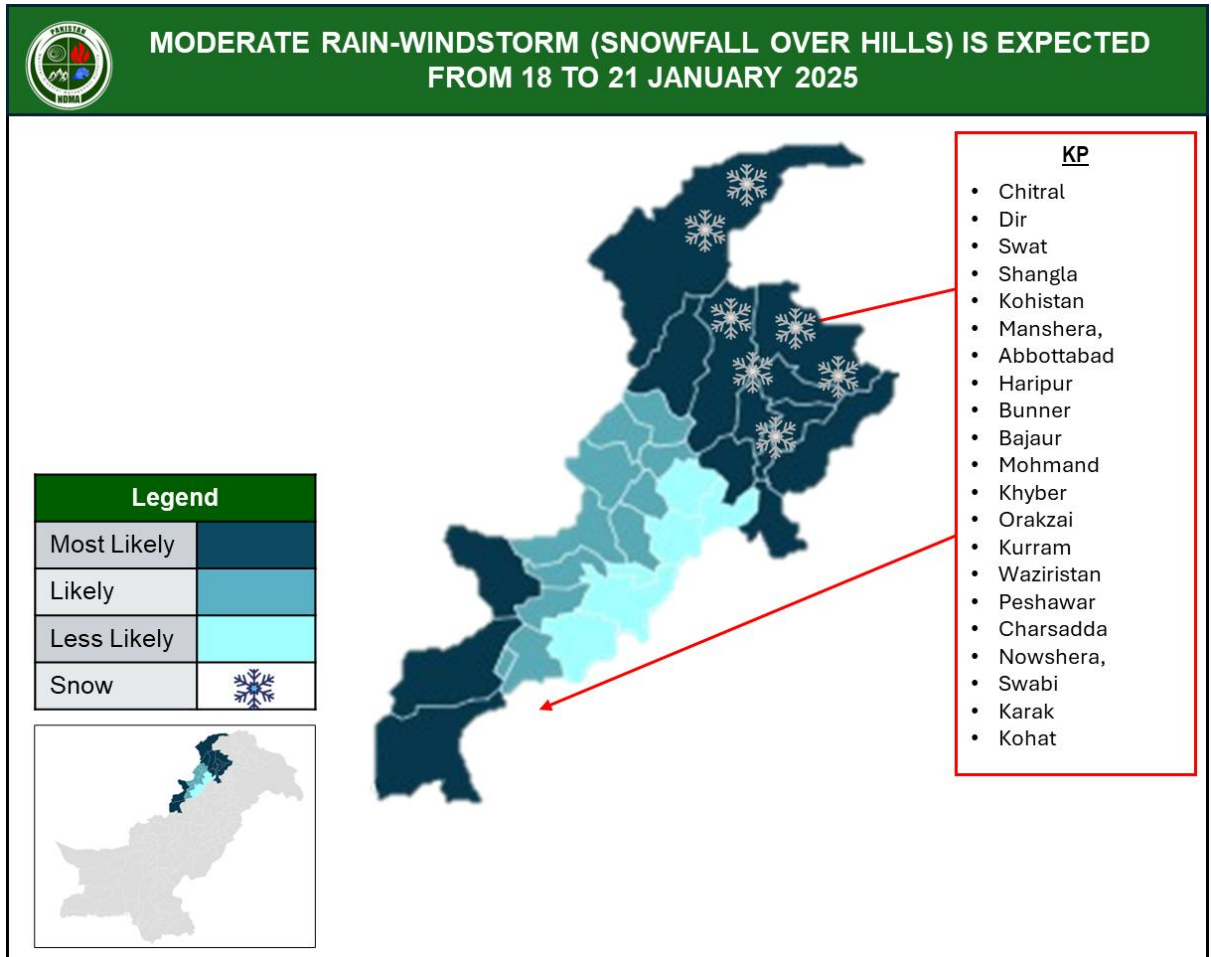 PAKISTAN
NDMA
MODERATE RAIN-WINDSTORM (SNOWFALL OVER HILLS) IS EXPECTED
FROM 18 TO 21 JANUARY 2025
KP
• Chitral
• Dir
• Swat
• Shangla
• Kohistan
• Manshera,
• Abbottabad
• Haripur
• Bunner
• Bajaur
• Mohmand
• Khyber
• Orakzai
• Kurram
• Waziristan
• Peshawar
• Charsadda
• Nowshera,
• Swabi
• Karak
• Kohat
Legend
Most Likely
Likely
Less Likely
Snow